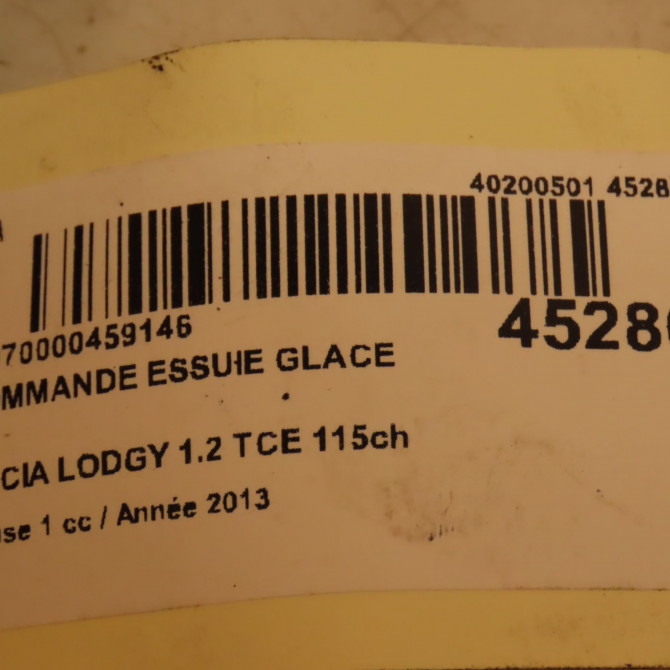 40200501 4528
70000459146
4528
MMANDE ESSUIE GLACE
CIA LODGY 1.2 TCE 115ch
se 1 cc / Année 2013